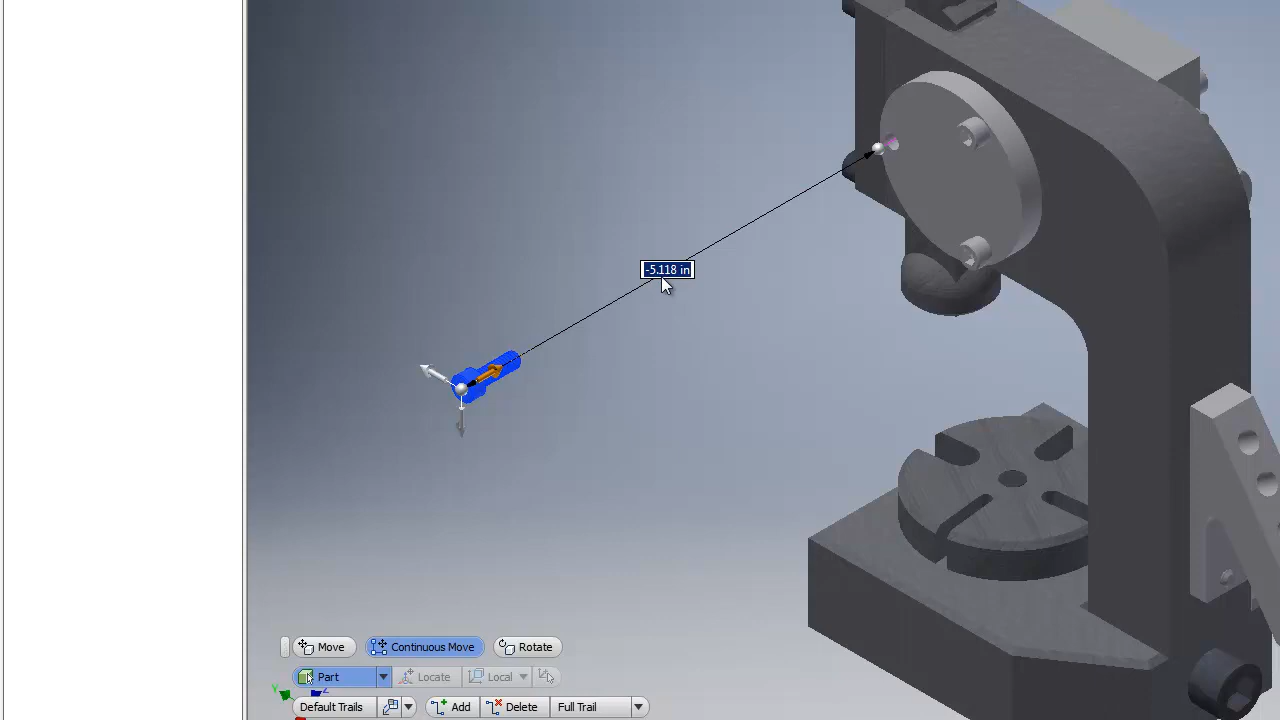 -5.118 in
Move
Continuous Move
Rotate
Part
Locate
Local
Y
Z
Default Trails
Add
Delete
Full Trail